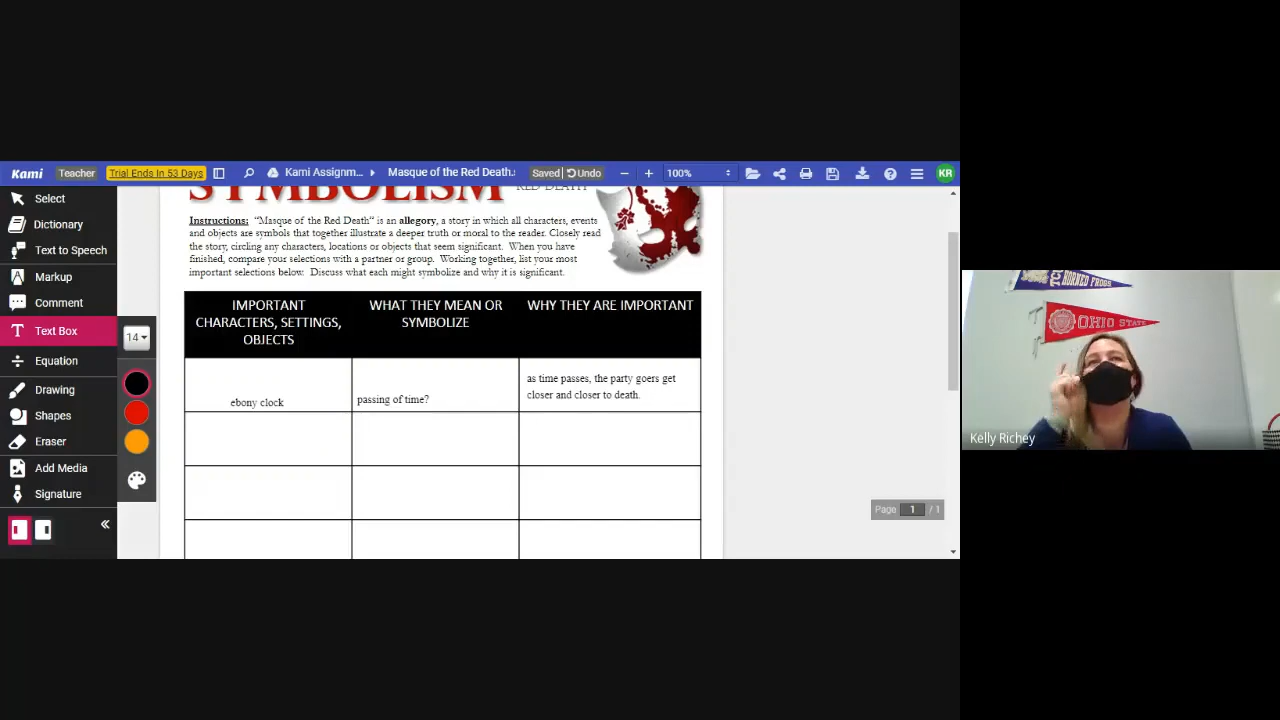 Kami Teacher Trial Ends In 53 Days Kami Assignm... Masque of the Red Death. Saved Undo 100% KR
Select
Dictionary
Text to Speech
Markup
Comment
Text Box
Equation
Drawing
Shapes
Eraser
Add Media
Signature
14
SYMBOLISM
RED DEATH
Instructions: "Masque of the Red Death" is an allegory, a story in which all characters, events
and objects are symbols that together illustrate a deeper truth or moral to the reader. Closely read
the story, circling any characters, locations or objects that seem significant. When you have
finished, compare your selections with a partner or group. Working together, list your most
important selections below. Discuss what each might symbolize and why it is significant.
IMPORTANT
CHARACTERS, SETTINGS,
OBJECTS
WHAT THEY MEAN OR
SYMBOLIZE
WHY THEY ARE IMPORTANT
ebony clock
passing of time?
as time passes, the party goers get
closer and closer to death.
Page 1 / 1
HORNED FROGS
OHIO STATE
Kelly Richey